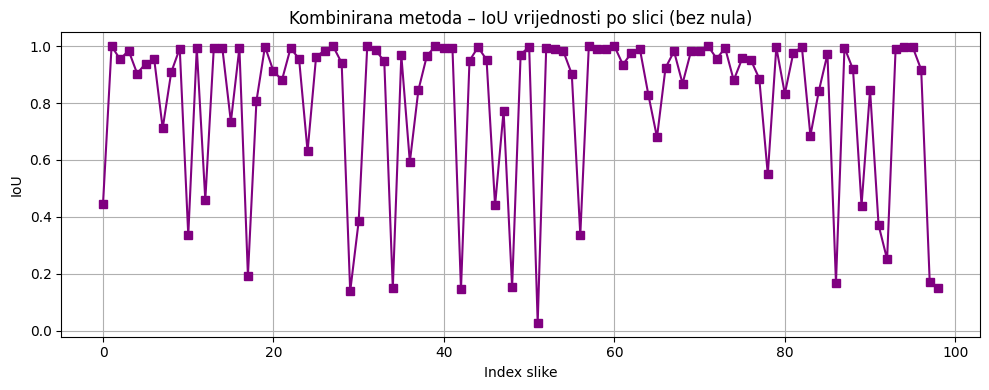 Kombinirana metoda – IoU vrijednosti po slici (bez nula)
IoU
1.0
0.8
0.6
0.4
0.2
0.0
0 20 40 60 80 100
Index slike